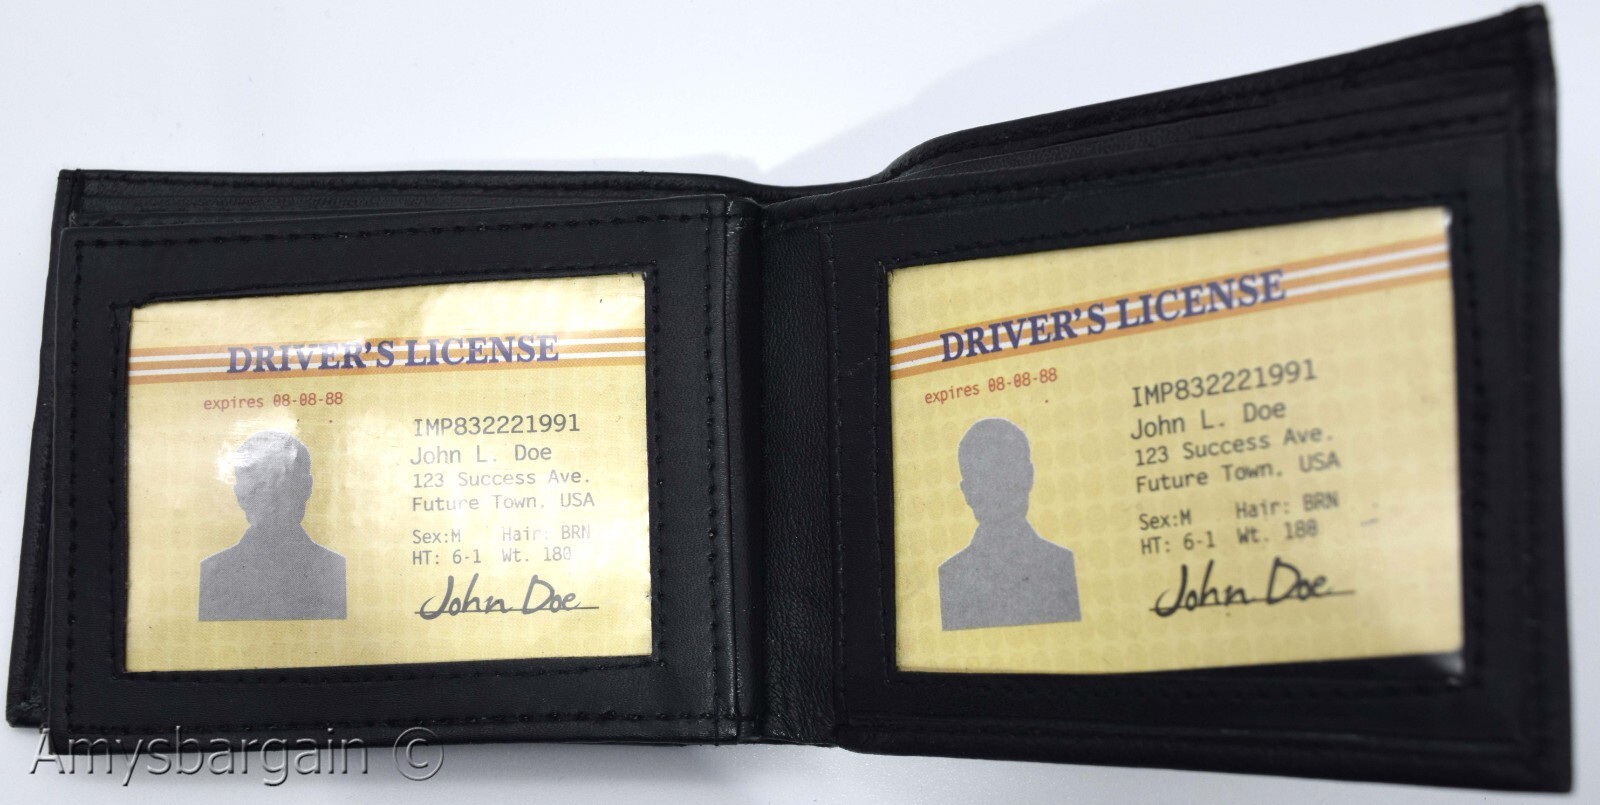 DRIVER'S LICENSE
expires 08-08-88
IMP832221991
John L. Doe
123 Success Ave.
Future Town. USA
Sex:M Hair: BRN
HT: 6-1 Wt. 180
John Doe
DRIVER'S LICENSE
expires 08-08-88
IMP832221991
John L. Doe
123 Success Ave.
Future Town. USA
Sex:M Hair: BRN
HT: 6-1 Wt. 180
John Doe
Amysbargain ©